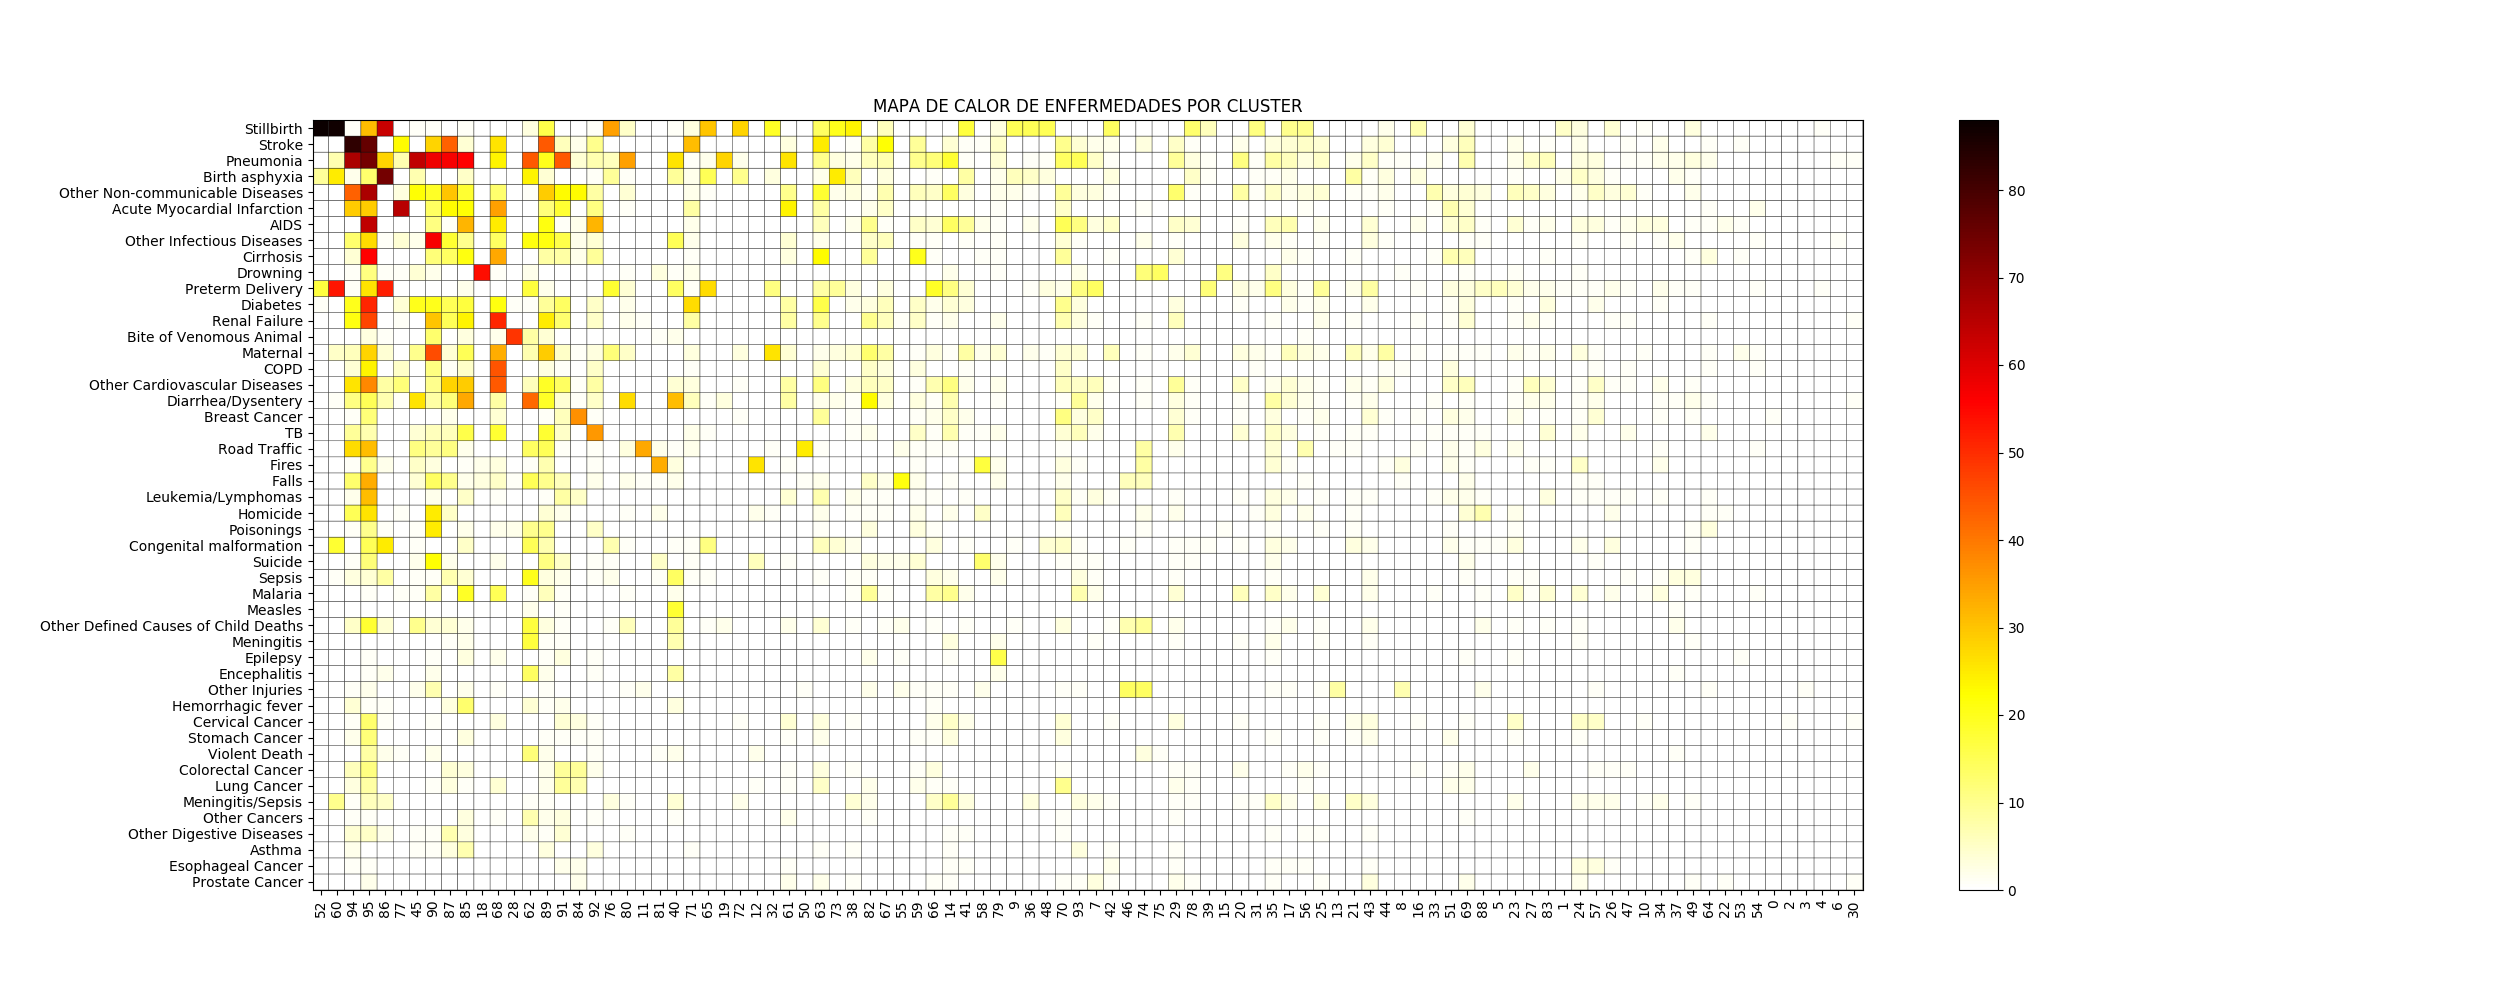 MAPA DE CALOR DE ENFERMEDADES POR CLUSTER
Stillbirth
Stroke
Pneumonia
Birth asphyxia
Other Non-communicable Diseases
Acute Myocardial Infarction
AIDS
Other Infectious Diseases
Cirrhosis
Drowning
Preterm Delivery
Diabetes
Renal Failure
Bite of Venomous Animal
Maternal
COPD
Other Cardiovascular Diseases
Diarrhea/Dysentery
Breast Cancer
TB
Road Traffic
Fires
Falls
Leukemia/Lymphomas
Homicide
Poisonings
Congenital malformation
Suicide
Sepsis
Malaria
Measles
Other Defined Causes of Child Deaths
Meningitis
Epilepsy
Encephalitis
Other Injuries
Hemorrhagic fever
Cervical Cancer
Stomach Cancer
Violent Death
Colorectal Cancer
Lung Cancer
Meningitis/Sepsis
Other Cancers
Other Digestive Diseases
Asthma
Esophageal Cancer
Prostate Cancer
52 60 94 95 86 77 45 90 87 85 18 68 28 62 89 91 84 92 76 80 11 81 40 71 65 19 72 12 32 61 50 63 73 38 82 67 55 59 66 14 41 58 79 9 36 48 70 93 7 42 46 74 75 29 78 39 15 20 31 35 17 56 25 13 21 43 44 8 16 33 51 69 88 5 23 27 83 1 24 57 26 47 10 34 37 49 64 22 53 54 0 2 3 4 6 30
80
70
60
50
40
30
20
10
0